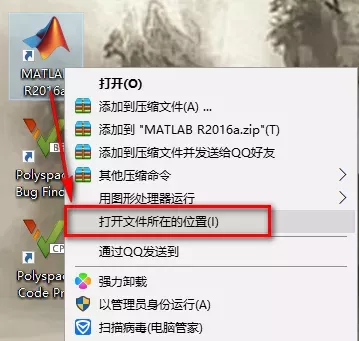 MATLAB
R2016a
Polyspace
Bug Find
Polyspace
Code Pr
打开(O)
添加到压缩文件(A) ...
添加到 "MATLAB R2016a.zip"(T)
添加到压缩文件并发送给QQ好友
其他压缩命令
用图形处理器运行
打开文件所在的位置(I)
通过QQ发送到
强力卸载
以管理员身份运行(A)
扫描病毒(电脑管家)